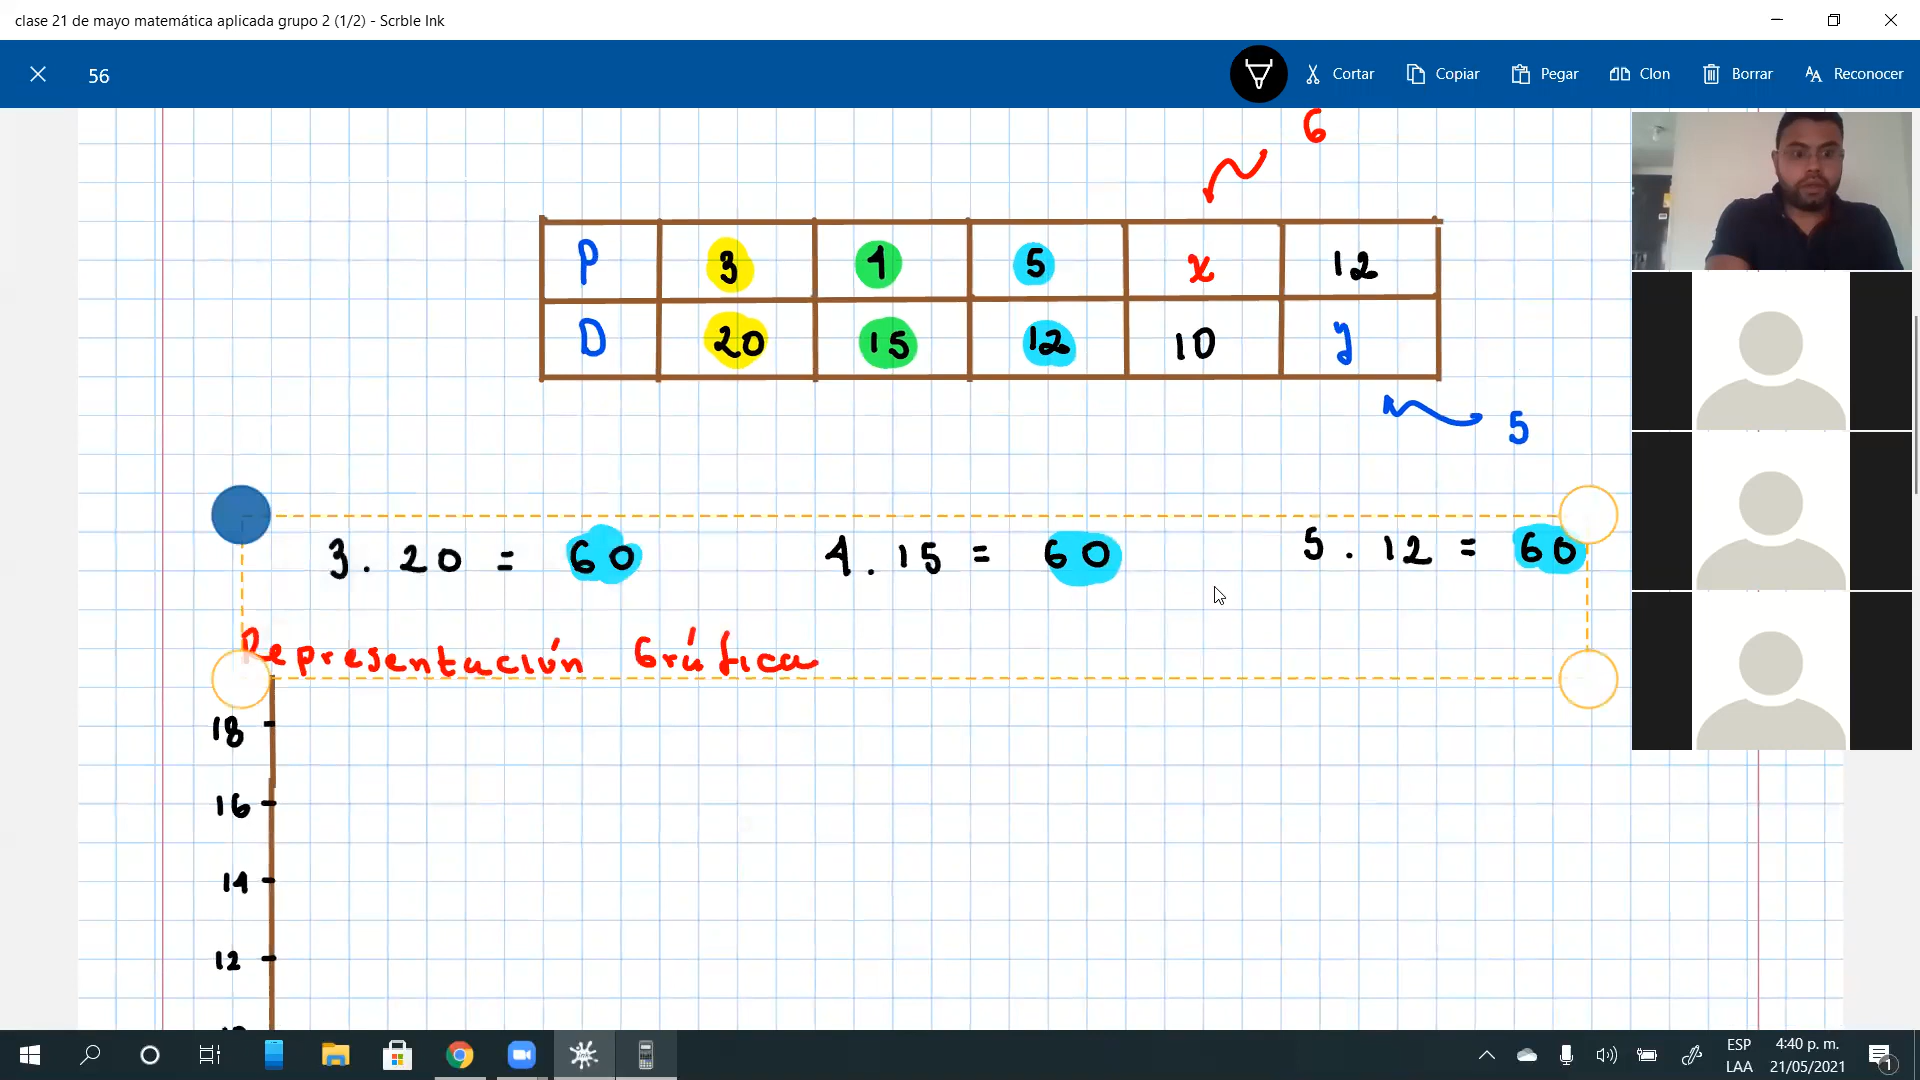 clase 21 de mayo matemática aplicada grupo 2 (1/2) - Scrble Ink
56
Cortar
Copiar
Pegar
Clon
Borrar
Reconocer
6
P 3 4 5 x 12
D 20 15 12 10 y
5
3 . 20 = 60
4 . 15 = 60
5 . 12 = 60
Representación Gráfica
18
16
14
12
ESP
LAA
4:40 p. m.
21/05/2021
1